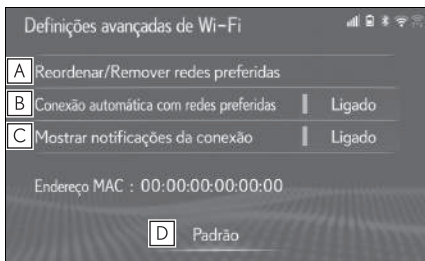 Definições avançadas de Wi-Fi
A Reordenar/Remover redes preferidas
B Conexão automática com redes preferidas Ligado
C Mostrar notificações da conexão Ligado
Endereço MAC : 00:00:00:00:00:00
D Padrão